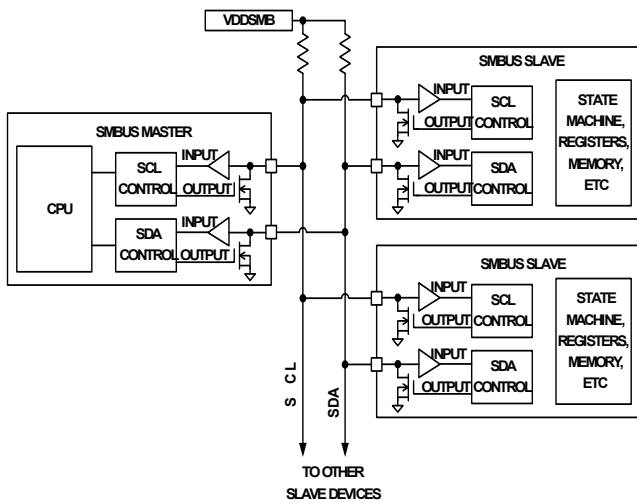 VDDSMB
SMBUS SLAVE
INPUT
SCL
CONTROL
OUTPUT
INPUT
SDA
CONTROL
OUTPUT
STATE
MACHINE,
REGISTERS,
MEMORY,
ETC
SMBUS MASTER
CPU
SCL
CONTROL
INPUT
OUTPUT
SDA
CONTROL
INPUT
OUTPUT
SMBUS SLAVE
INPUT
SCL
CONTROL
OUTPUT
INPUT
SDA
CONTROL
OUTPUT
STATE
MACHINE,
REGISTERS,
MEMORY,
ETC
S CL
SDA
TO OTHER
SLAVE DEVICES